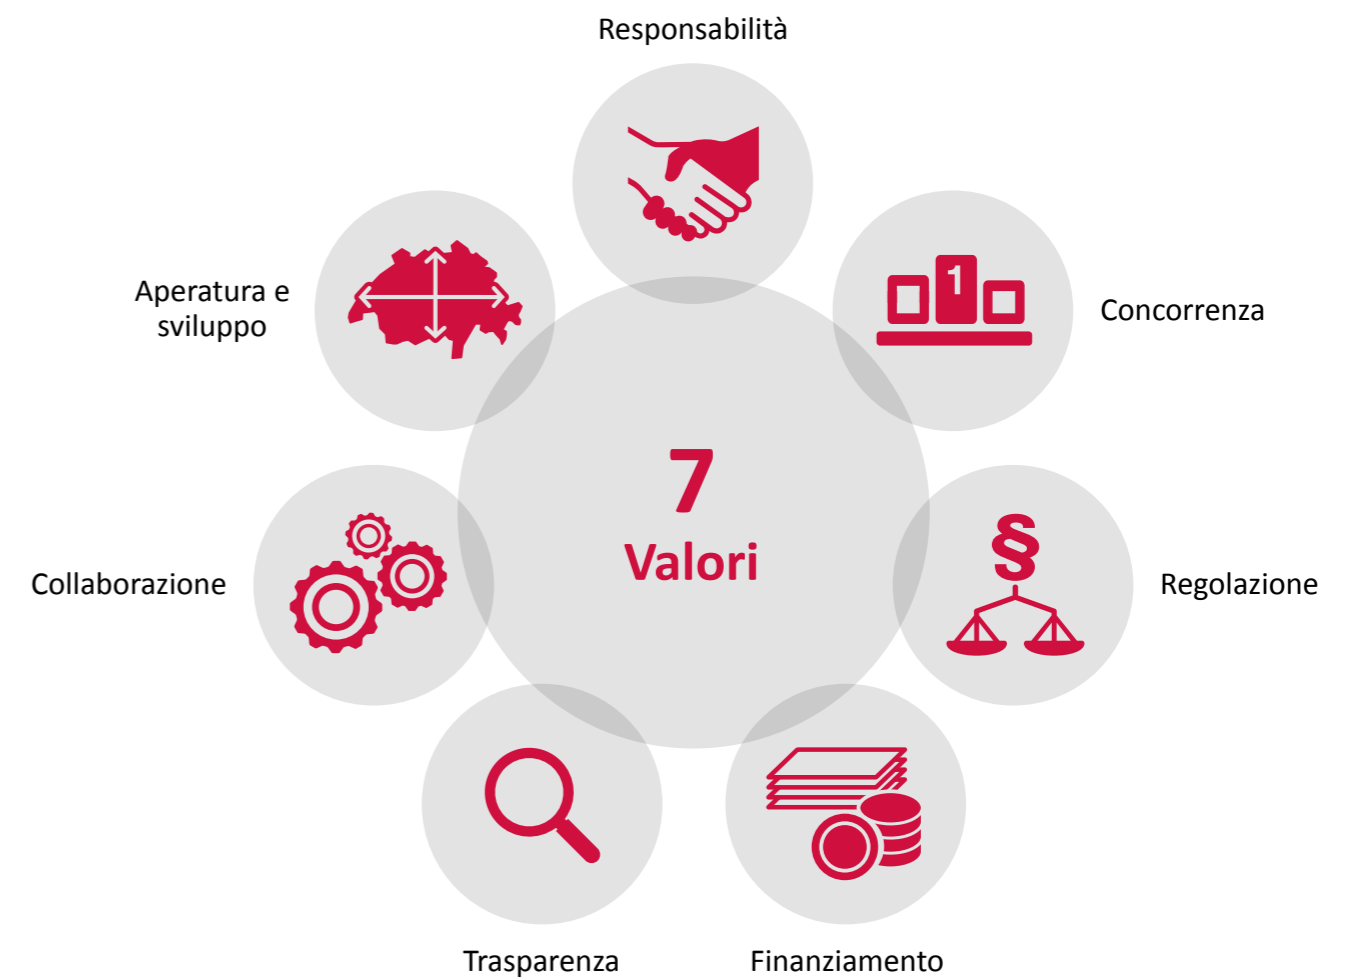 Responsabilità
Aperatura e
sviluppo
1
Concorrenza
7
Valori
§
Collaborazione
Regolazione
Trasparenza
Finanziamento